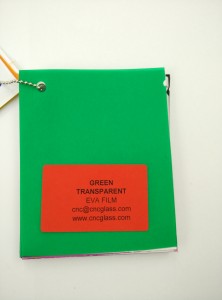 GREEN
TRANSPARENT
EVA FILM
cnc@cncglass.com
www.cncglass.com